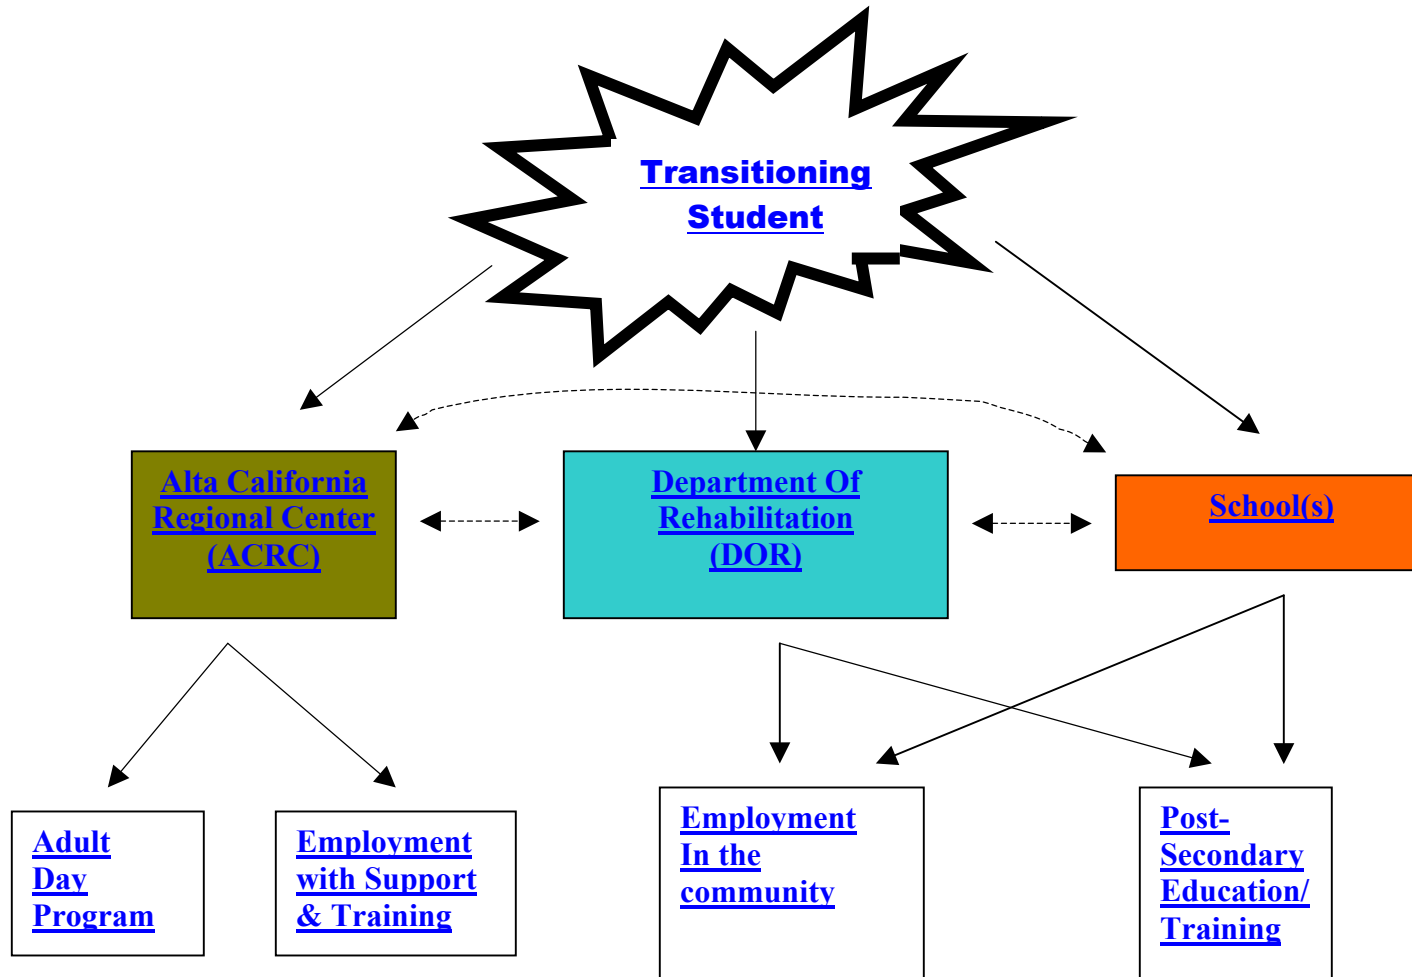 Transitioning
Student
Alta California
Regional Center
(ACRC)
Department Of
Rehabilitation
(DOR)
School(s)
Adult
Day
Program
Employment
with Support
& Training
Employment
In the
community
Post-
Secondary
Education/
Training